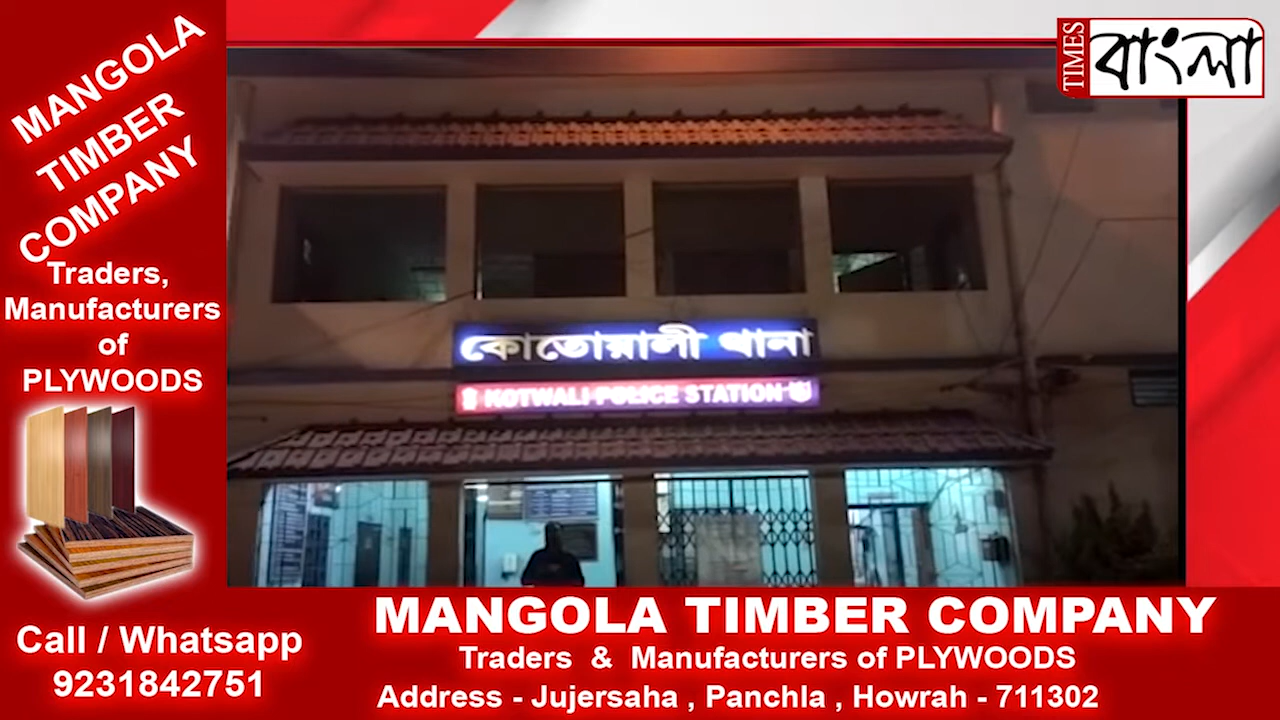 MANGOLA
TIMBER
COMPANY
Traders,
Manufacturers
of
PLYWOODS
Call / Whatsapp
9231842751
TIMES
বাংলা
কোতোয়ালী থানা
KOTWALI POLICE STATION
MANGOLA TIMBER COMPANY
Traders & Manufacturers of PLYWOODS
Address - Jujersaha , Panchla , Howrah - 711302